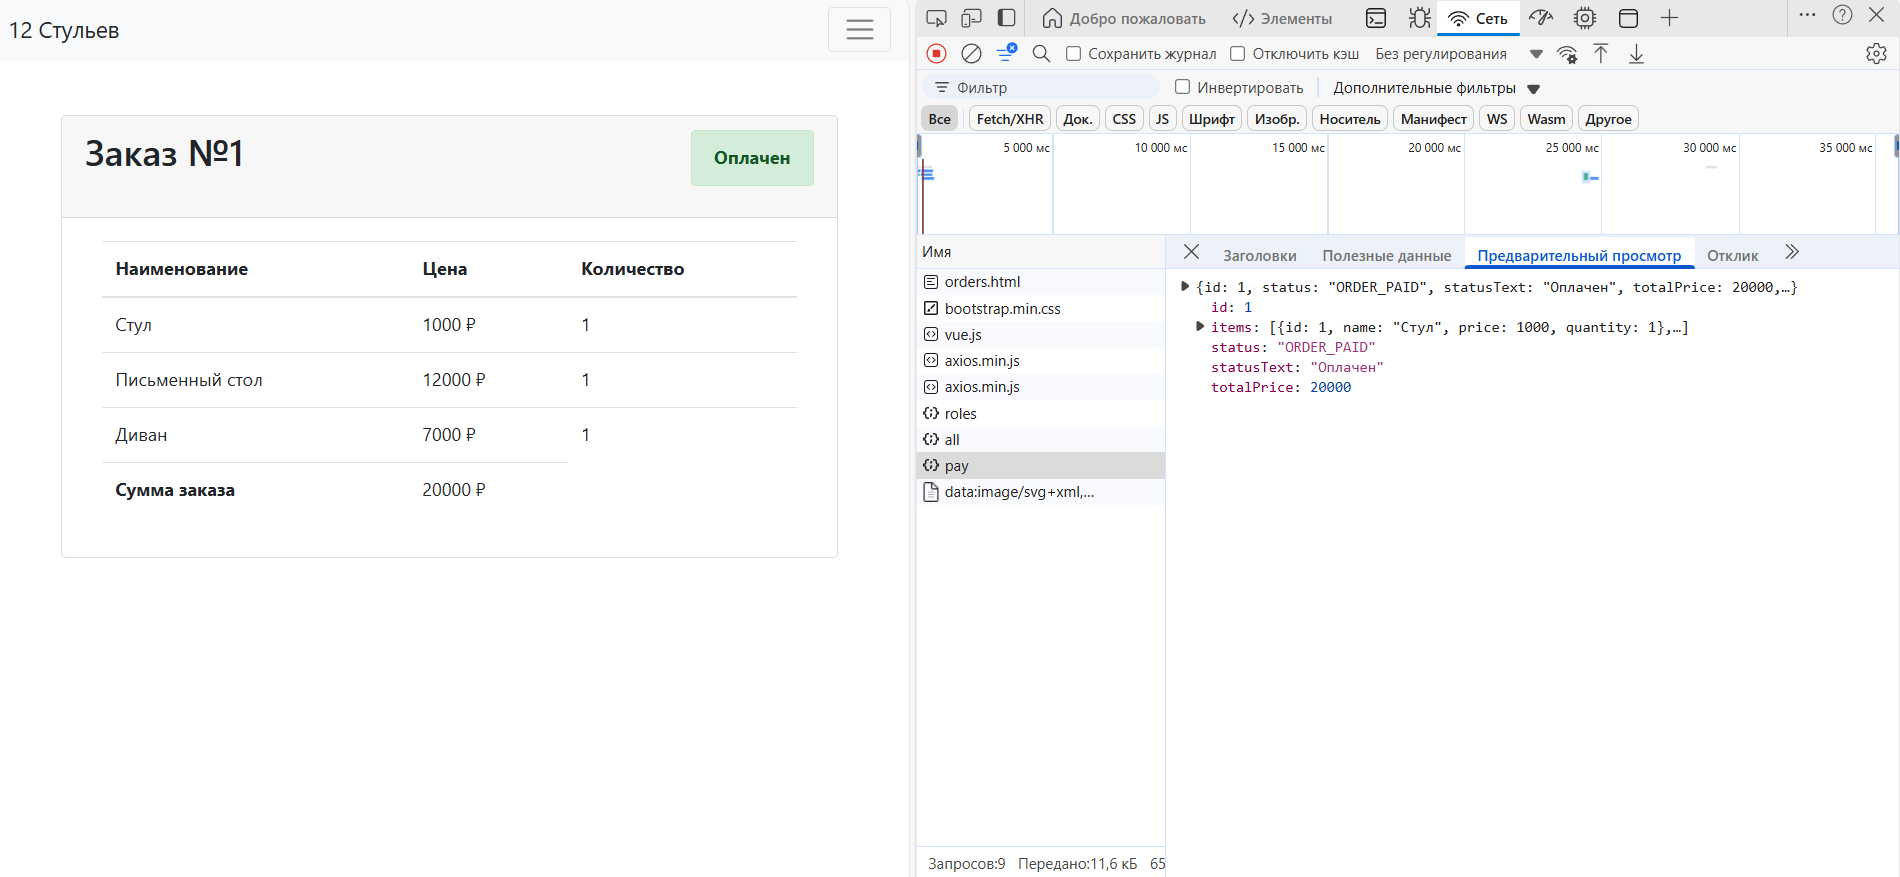 12 Стульев
Заказ №1
Оплачен
Наименование Цена Количество
Стул 1000 ₽ 1
Письменный стол 12000 ₽ 1
Диван 7000 ₽ 1
Сумма заказа 20000 ₽
Добро пожаловать Элементы Сеть
Сохранить журнал Отключить кэш Без регулирования
Фильтр Инвертировать Дополнительные фильтры
Все Fetch/XHR Док. CSS JS Шрифт Изобр. Носитель Манифест WS Wasm Другое
5 000 мс 10 000 мс 15 000 мс 20 000 мс 25 000 мс 30 000 мс 35 000 мс
Имя
orders.html
bootstrap.min.css
vue.js
axios.min.js
axios.min.js
roles
all
pay
data:image/svg+xml,...
Заголовки Полезные данные Предварительный просмотр Отклик
{id: 1, status: "ORDER_PAID", statusText: "Оплачен", totalPrice: 20000,…}
id: 1
items: [{id: 1, name: "Стул", price: 1000, quantity: 1},…]
status: "ORDER_PAID"
statusText: "Оплачен"
totalPrice: 20000
Запросов:9 Передано:11,6 кБ 65